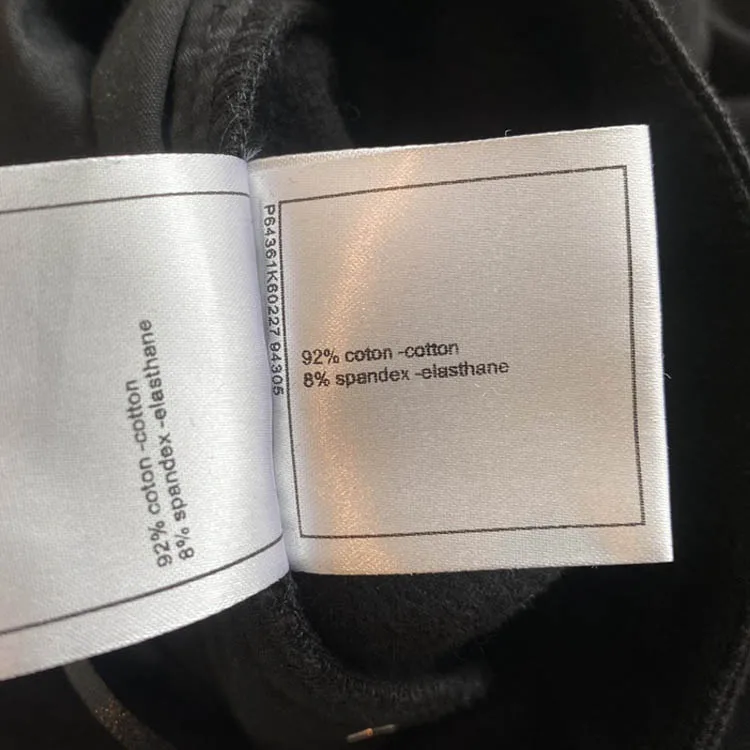 92% coton -cotton
8% spandex -elasthane
P64361K60227 94305
92% coton -cotton
8% spandex -elasthane